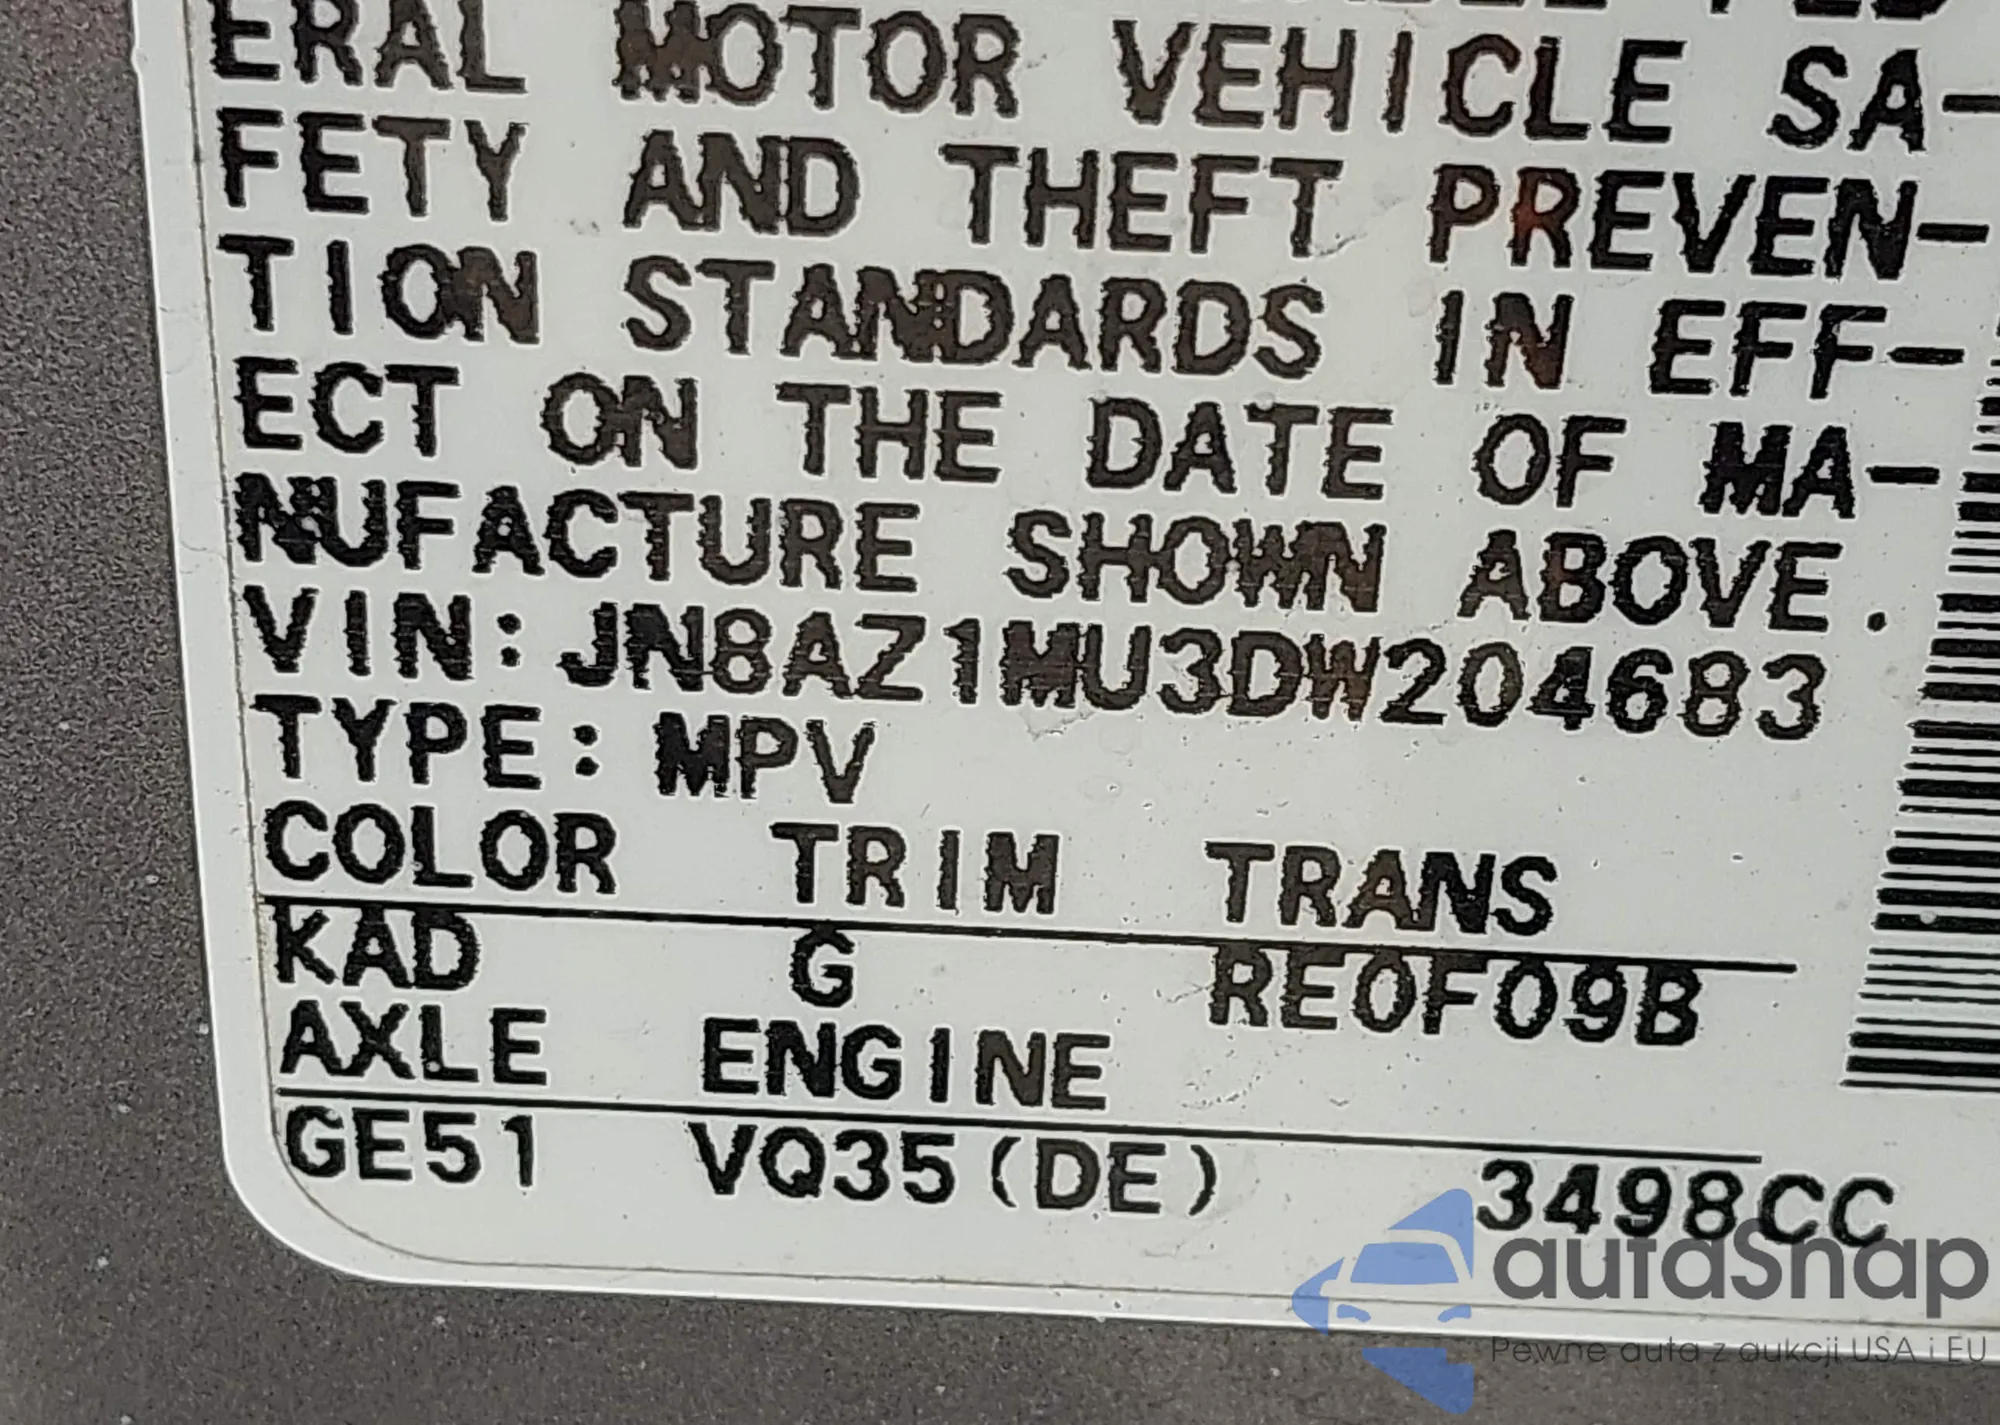 ERAL MOTOR VEHICLE SA-
FETY AND THEFT PREVEN-
TION STANDARDS IN EFF-
ECT ON THE DATE OF MA-
NUFACTURE SHOWN ABOVE.
VIN: JN8AZ1MU3DW204683
TYPE: MPV
COLOR TRIM TRANS
KAD G RE0F09B
AXLE ENGINE
GE51 VQ35(DE) 3498CC
autaSnap
Pewne auta z aukcji USA i EU